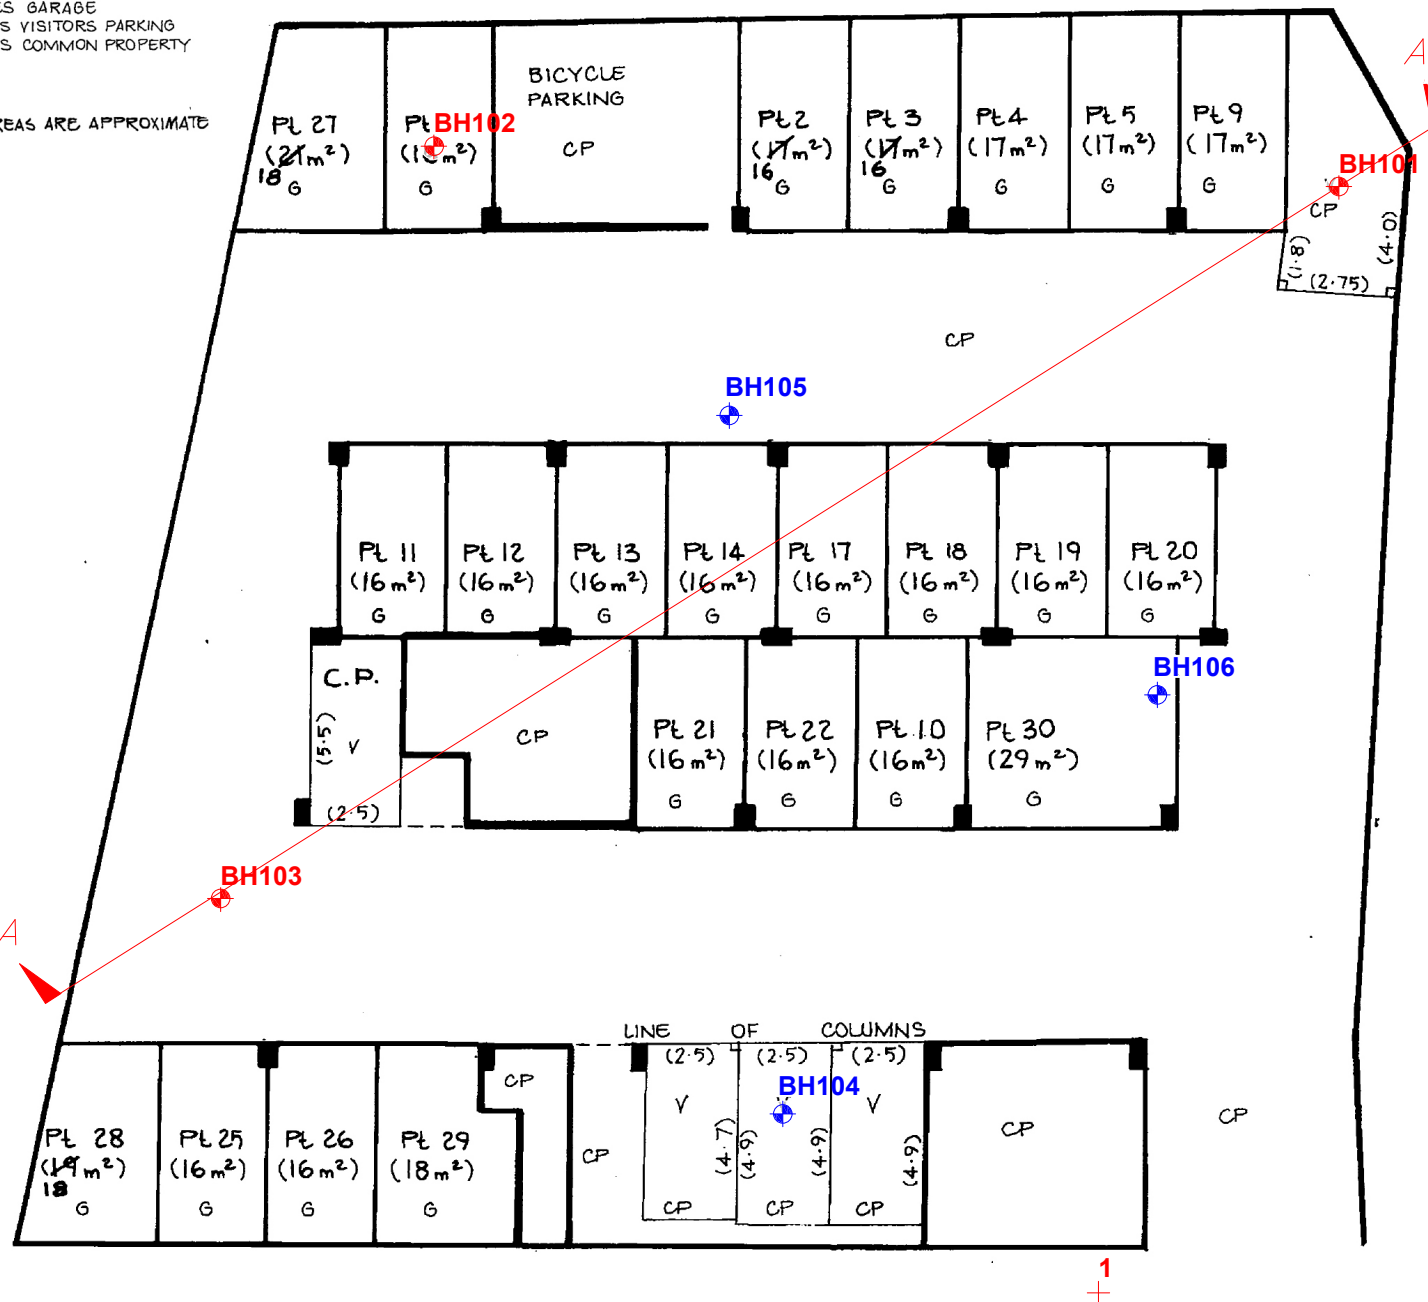 ES GARAGE
S VISITORS PARKING
S COMMON PROPERTY
REAS ARE APPROXIMATE
A
BICYCLE
PARKING
CP
Pt 27
(21m²)
18
G
Pt
BH102
m²)
G
Pt 2
(17m²)
16
G
Pt 3
(17m²)
16
G
Pt 4
(17m²)
G
Pt 5
(17m²)
G
Pt 9
(17m²)
G
BH101
CP
(1.8)
(4.0)
(2.75)
CP
BH105
Pt 11
(16m²)
G
Pt 12
(16m²)
G
Pt 13
(16m²)
G
Pt 14
(16m²)
G
Pt 17
(16m²)
G
Pt 18
(16m²)
G
Pt 19
(16m²)
G
Pt 20
(16m²)
G
C.P.
(5.5)
V
(2.5)
CP
Pt 21
(16m²)
G
Pt 22
(16m²)
G
Pt 10
(16m²)
G
Pt 30
(29m²)
G
BH106
BH103
A
LINE OF COLUMNS
(2.5)
(2.5)
(2.5)
Pt 28
(19m²)
18
G
Pt 25
(16m²)
G
Pt 26
(16m²)
G
Pt 29
(18m²)
G
CP
CP
V
(4.7)
CP
BH104
(4.9)
(4.9)
CP
V
(4.9)
CP
CP
CP
1